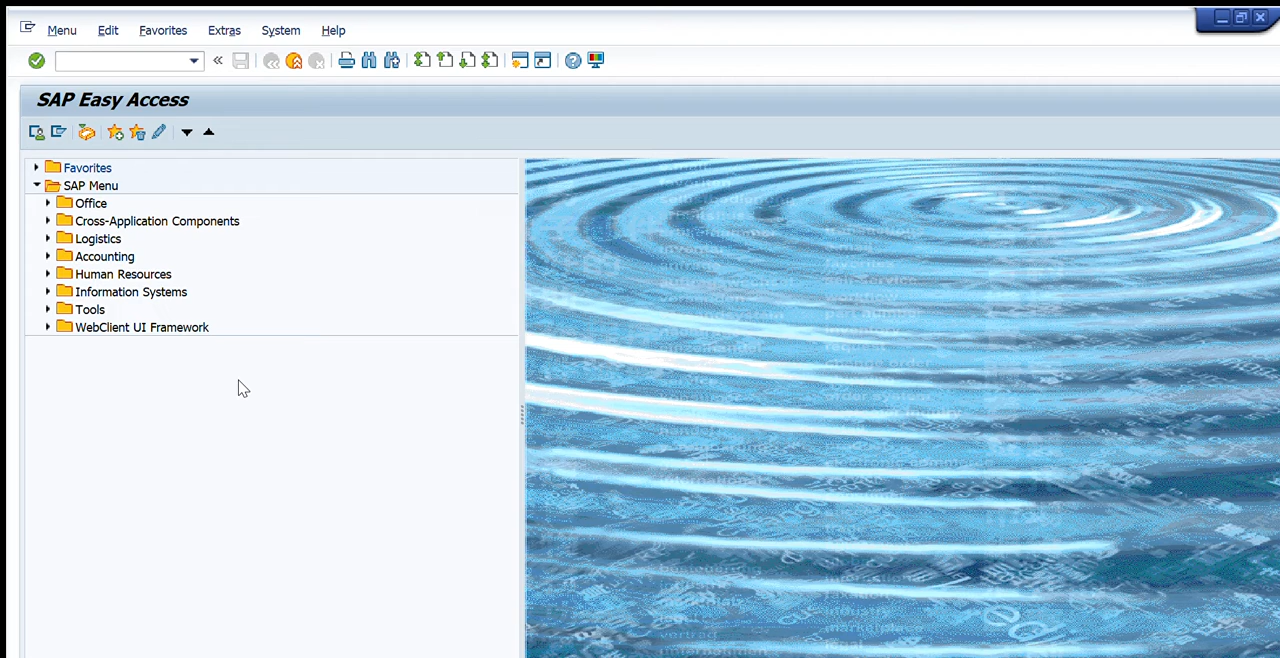 Menu Edit Favorites Extras System Help
SAP Easy Access
Favorites
SAP Menu
Office
Cross-Application Components
Logistics
Accounting
Human Resources
Information Systems
Tools
WebClient UI Framework